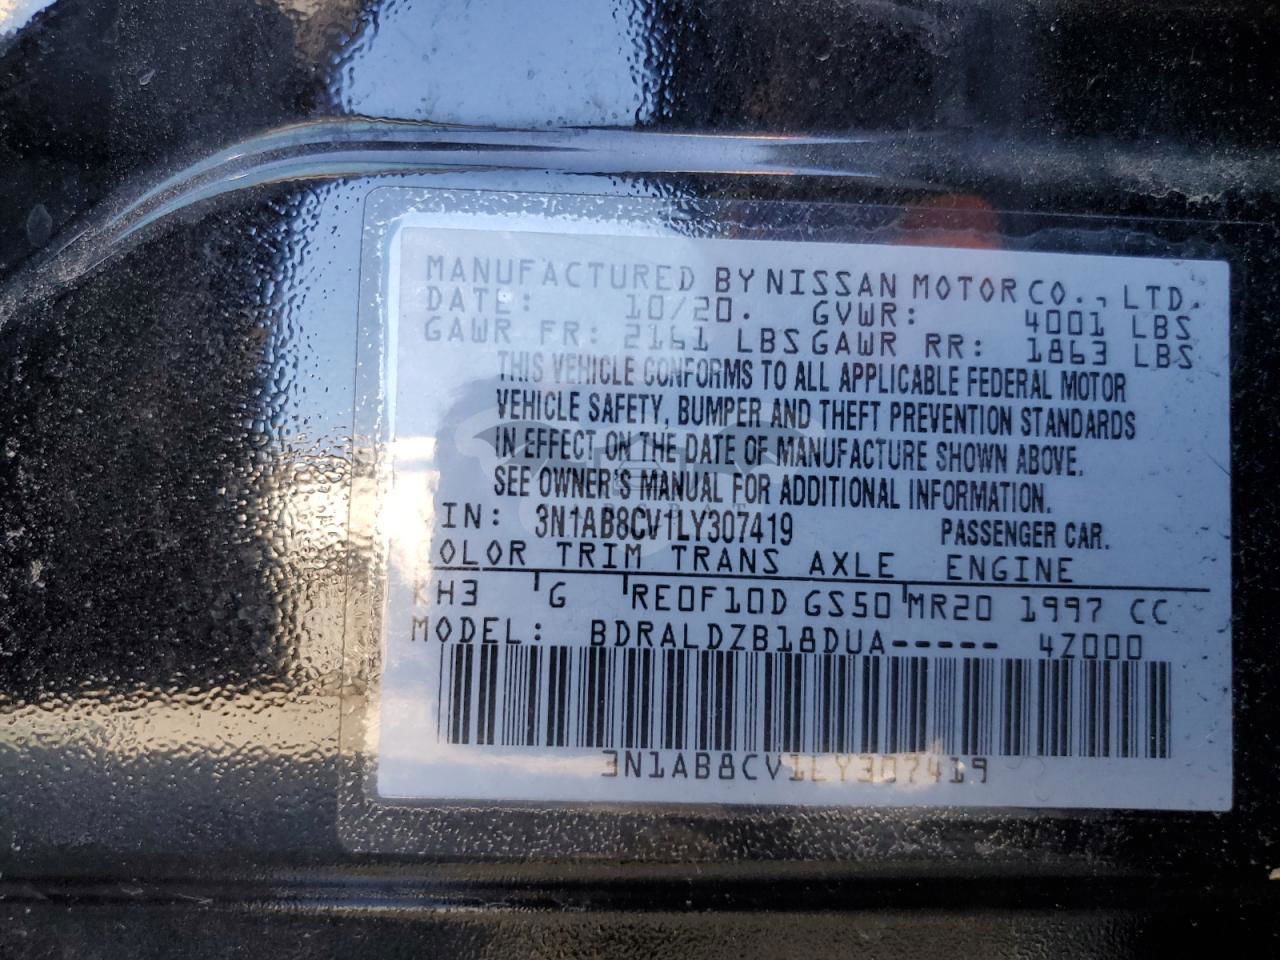 MANUFACTURED BY NISSAN MOTOR CO., LTD.
DATE: 10/20. GVWR: 4001 LBS
GAWR FR: 2161 LBS GAWR RR: 1863 LBS
THIS VEHICLE CONFORMS TO ALL APPLICABLE FEDERAL MOTOR
VEHICLE SAFETY, BUMPER AND THEFT PREVENTION STANDARDS
IN EFFECT ON THE DATE OF MANUFACTURE SHOWN ABOVE.
SEE OWNER'S MANUAL FOR ADDITIONAL INFORMATION.
IN: 3N1AB8CV1LY307419 PASSENGER CAR.
OLOR TRIM TRANS AXLE ENGINE
KH3 'G 'RE0F10D GS50'MR20 1997 CC
MODEL: BDRALDZB18DUA----- 4Z000
3N1AB8CV1LY307419